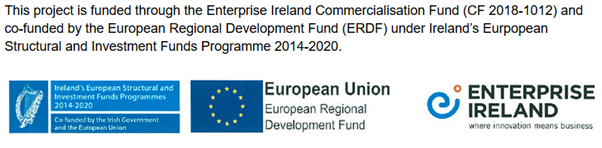 This project is funded through the Enterprise Ireland Commercialisation Fund (CF 2018-1012) and
co-funded by the European Regional Development Fund (ERDF) under Ireland's Eurpopean
Structural and Investment Funds Programme 2014-2020.
Ireland's European Structural and
Investment Funds Programmes
2014-2020
Co-funded by the Irish Government
and the European Union
European Union
European Regional
Development Fund
ENTERPRISE
IRELAND
where innovation means business